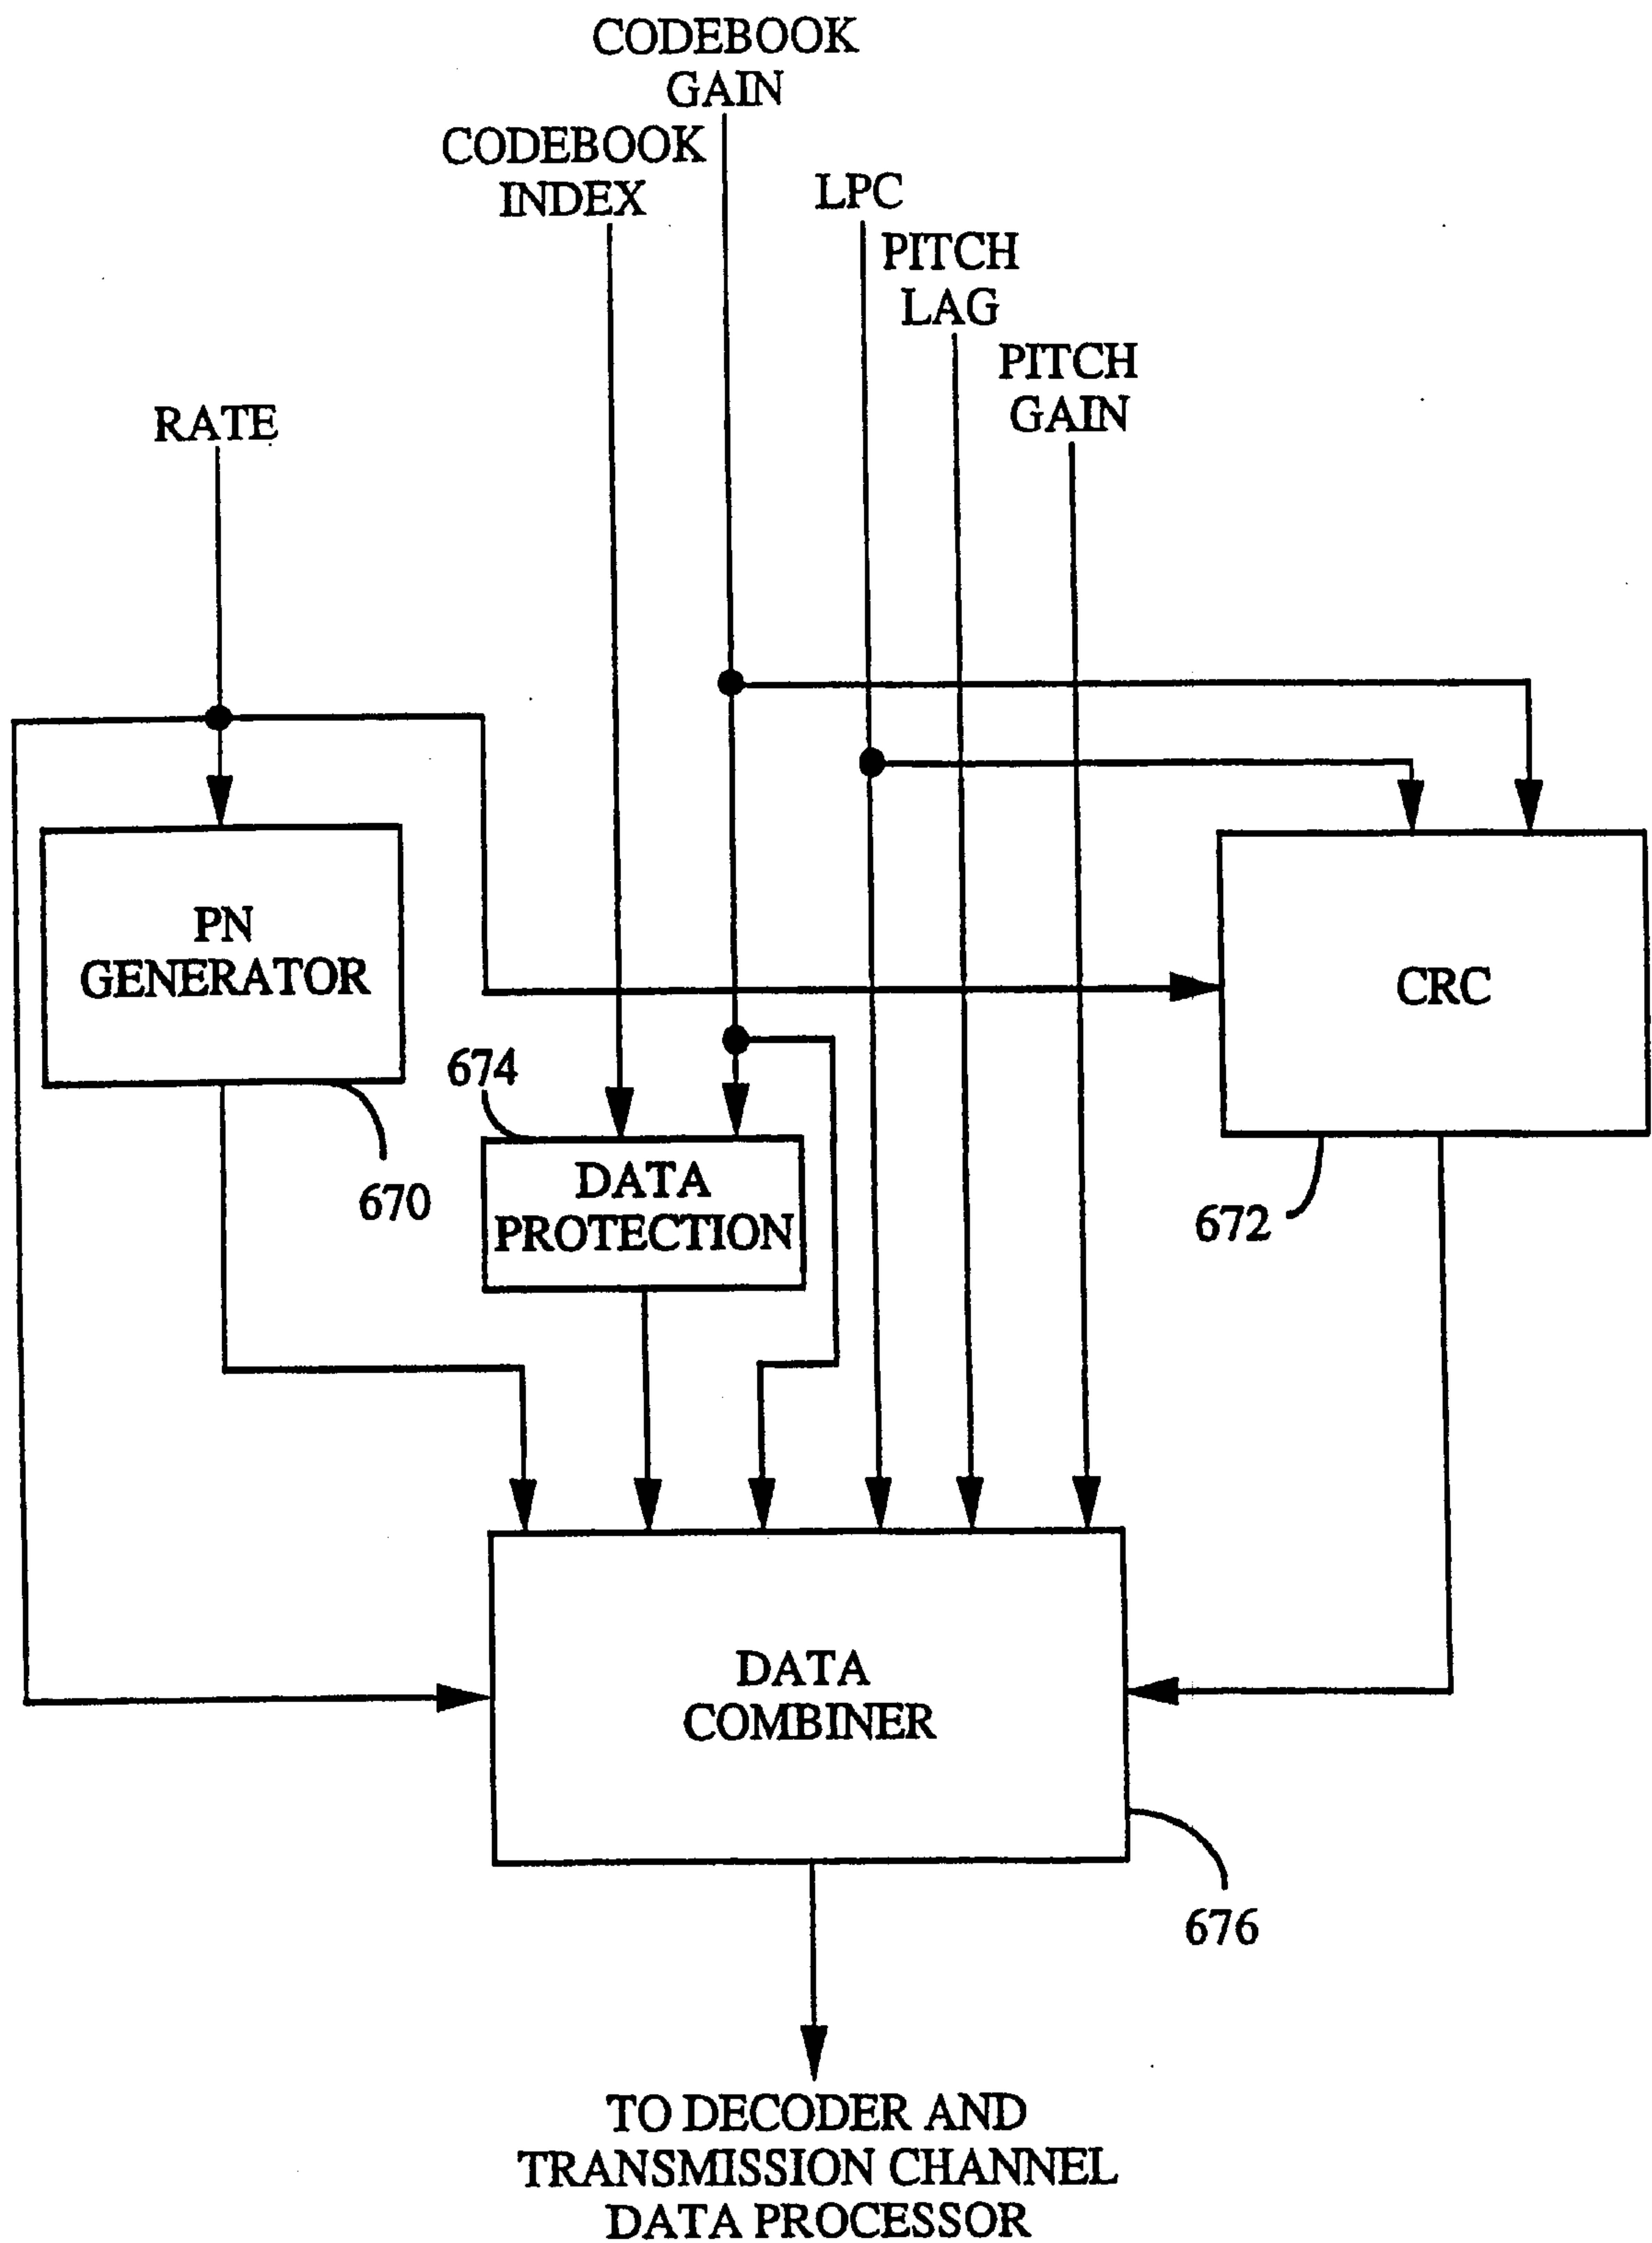 CODEBOOK
GAIN
CODEBOOK
INDEX
LPC
PITCH
LAG
PITCH
GAIN
RATE
PN
GENERATOR
CRC
674
670
DATA
PROTECTION
672
DATA
COMBINER
676
TO DECODER AND
TRANSMISSION CHANNEL
DATA PROCESSOR